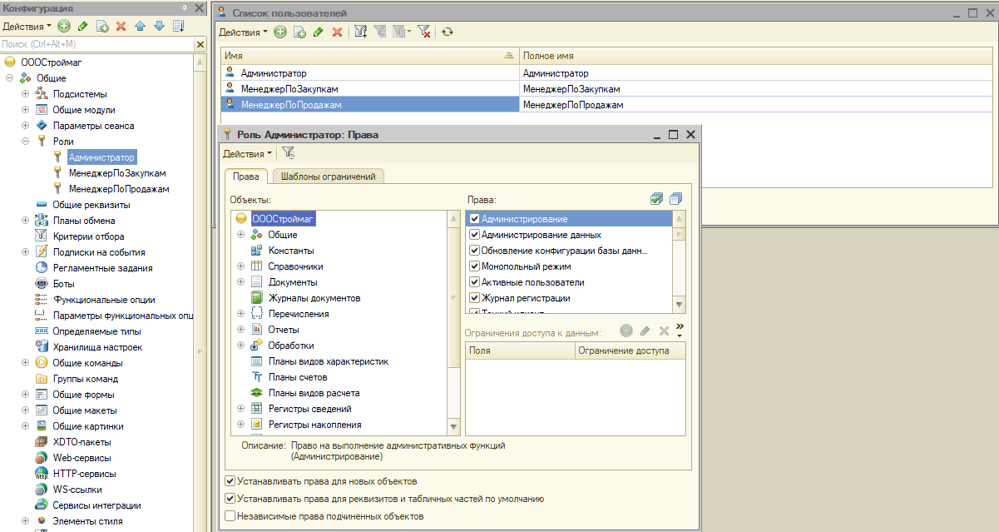 Конфигурация
Действия
Поиск (Ctrl+Alt+M)
ОООСтроймаг
Общие
Подсистемы
Общие модули
Параметры сеанса
Роли
Администратор
МенеджерПоЗакупкам
МенеджерПоПродажам
Общие реквизиты
Планы обмена
Критерии отбора
Подписки на события
Регламентные задания
Боты
Функциональные опции
Параметры функциональных опц
Определяемые типы
Хранилища настроек
Общие команды
Группы команд
Общие формы
Общие макеты
Общие картинки
XDTO-пакеты
Web-сервисы
HTTP-сервисы
WS-ссылки
Сервисы интеграции
Элементы стиля
Список пользователей
Действия
Имя Полное имя
Администратор Администратор
МенеджерПоЗакупкам МенеджерПоЗакупкам
МенеджерПоПродажам МенеджерПоПродажам
Роль Администратор: Права
Действия
Права Шаблоны ограничений
Объекты:
ОООСтроймаг
Общие
Константы
Справочники
Документы
Журналы документов
Перечисления
Отчеты
Обработки
Планы видов характеристик
Планы счетов
Планы видов расчета
Регистры сведений
Регистры накопления
Права:
Администрирование
Администрирование данных
Обновление конфигурации базы данн...
Монопольный режим
Активные пользователи
Журнал регистрации
Тонкий клиент
Ограничения доступа к данным:
Поля Ограничение доступа
Описание: Право на выполнение административных функций
(Администрирование)
Устанавливать права для новых объектов
Устанавливать права для реквизитов и табличных частей по умолчанию
Независимые права подчиненных объектов